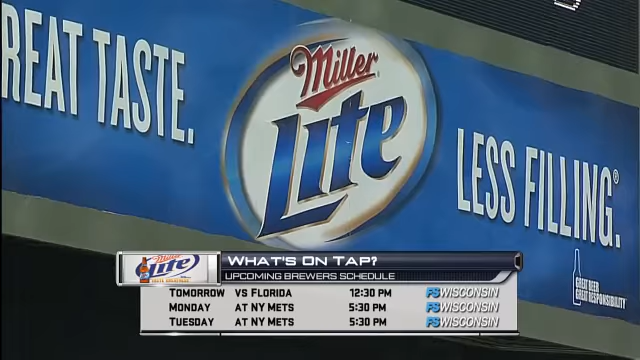 REAT TASTE.
Miller
Lite
LESS FILLING.®
GREAT BEER
GREAT RESPONSIBILITY
Miller
Lite
WHAT'S ON TAP?
UPCOMING BREWERS SCHEDULE
TOMORROW VS FLORIDA 12:30 PM FSWISCONSIN
MONDAY AT NY METS 5:30 PM FSWISCONSIN
TUESDAY AT NY METS 5:30 PM FSWISCONSIN